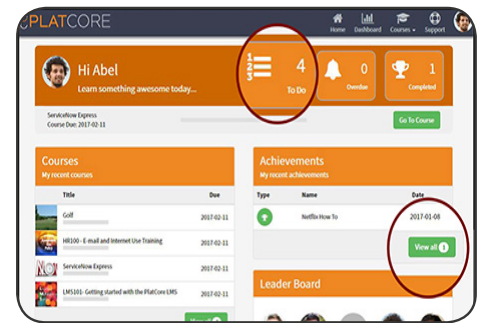 PLATCORE
Home Dashboard Courses Support
Hi Abel
Learn something awesome today...
1
2
3
4
To Do
0
Overdue
1
Completed
ServiceNow Express
Course Due: 2017-02-11
Go To Course
Courses
My recent courses
Title Due
Golf 2017-02-11
HR100 - E-mail and Internet Use Training 2017-02-11
ServiceNow Express 2017-02-11
LMS101- Getting started with the PlatCore LMS 2017-02-11
Achievements
My recent achievements
Type Name Date
Netflix How To 2017-01-08
View all 1
Leader Board